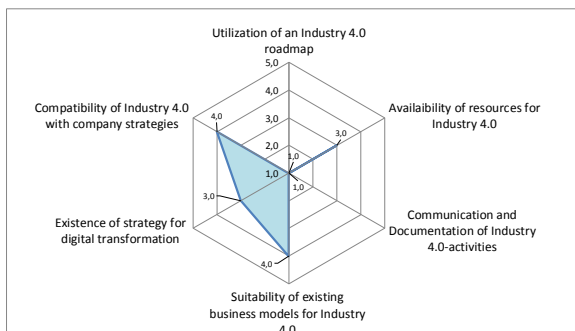 Utilization of an Industry 4.0
roadmap
5,0
4,0
3,0
2,0
1,0
1,0
3,0
1,0
4,0
3,0
4,0
Availaibility of resources for
Industry 4.0
Communication and
Documentation of Industry
4.0-activities
Suitability of existing
business models for Industry
4.0
Existence of strategy for
digital transformation
Compatibility of Industry 4.0
with company strategies